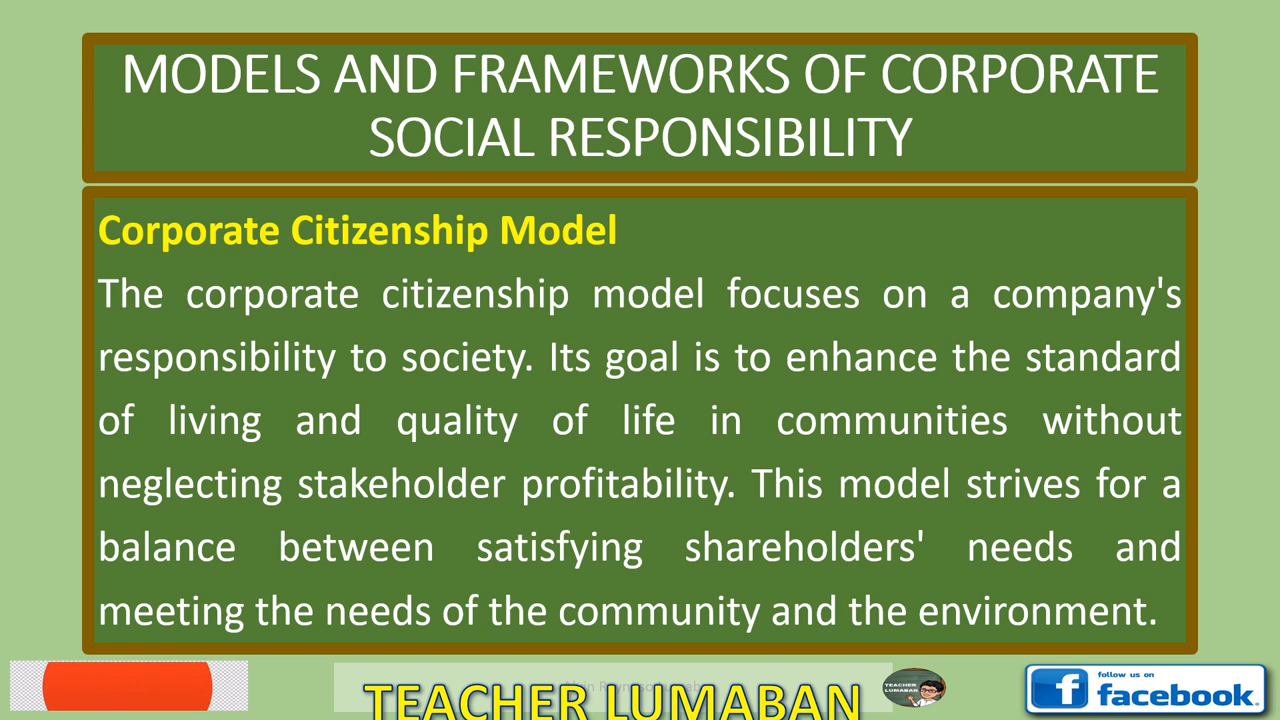 MODELS AND FRAMEWORKS OF CORPORATE
SOCIAL RESPONSIBILITY
Corporate Citizenship Model
The corporate citizenship model focuses on a company's
responsibility to society. Its goal is to enhance the standard
of living and quality of life in communities without
neglecting stakeholder profitability. This model strives for a
balance between satisfying shareholders' needs and
meeting the needs of the community and the environment.
TEACHER LUMABAN
TEACHER
LUMABAN
follow us on
facebook.